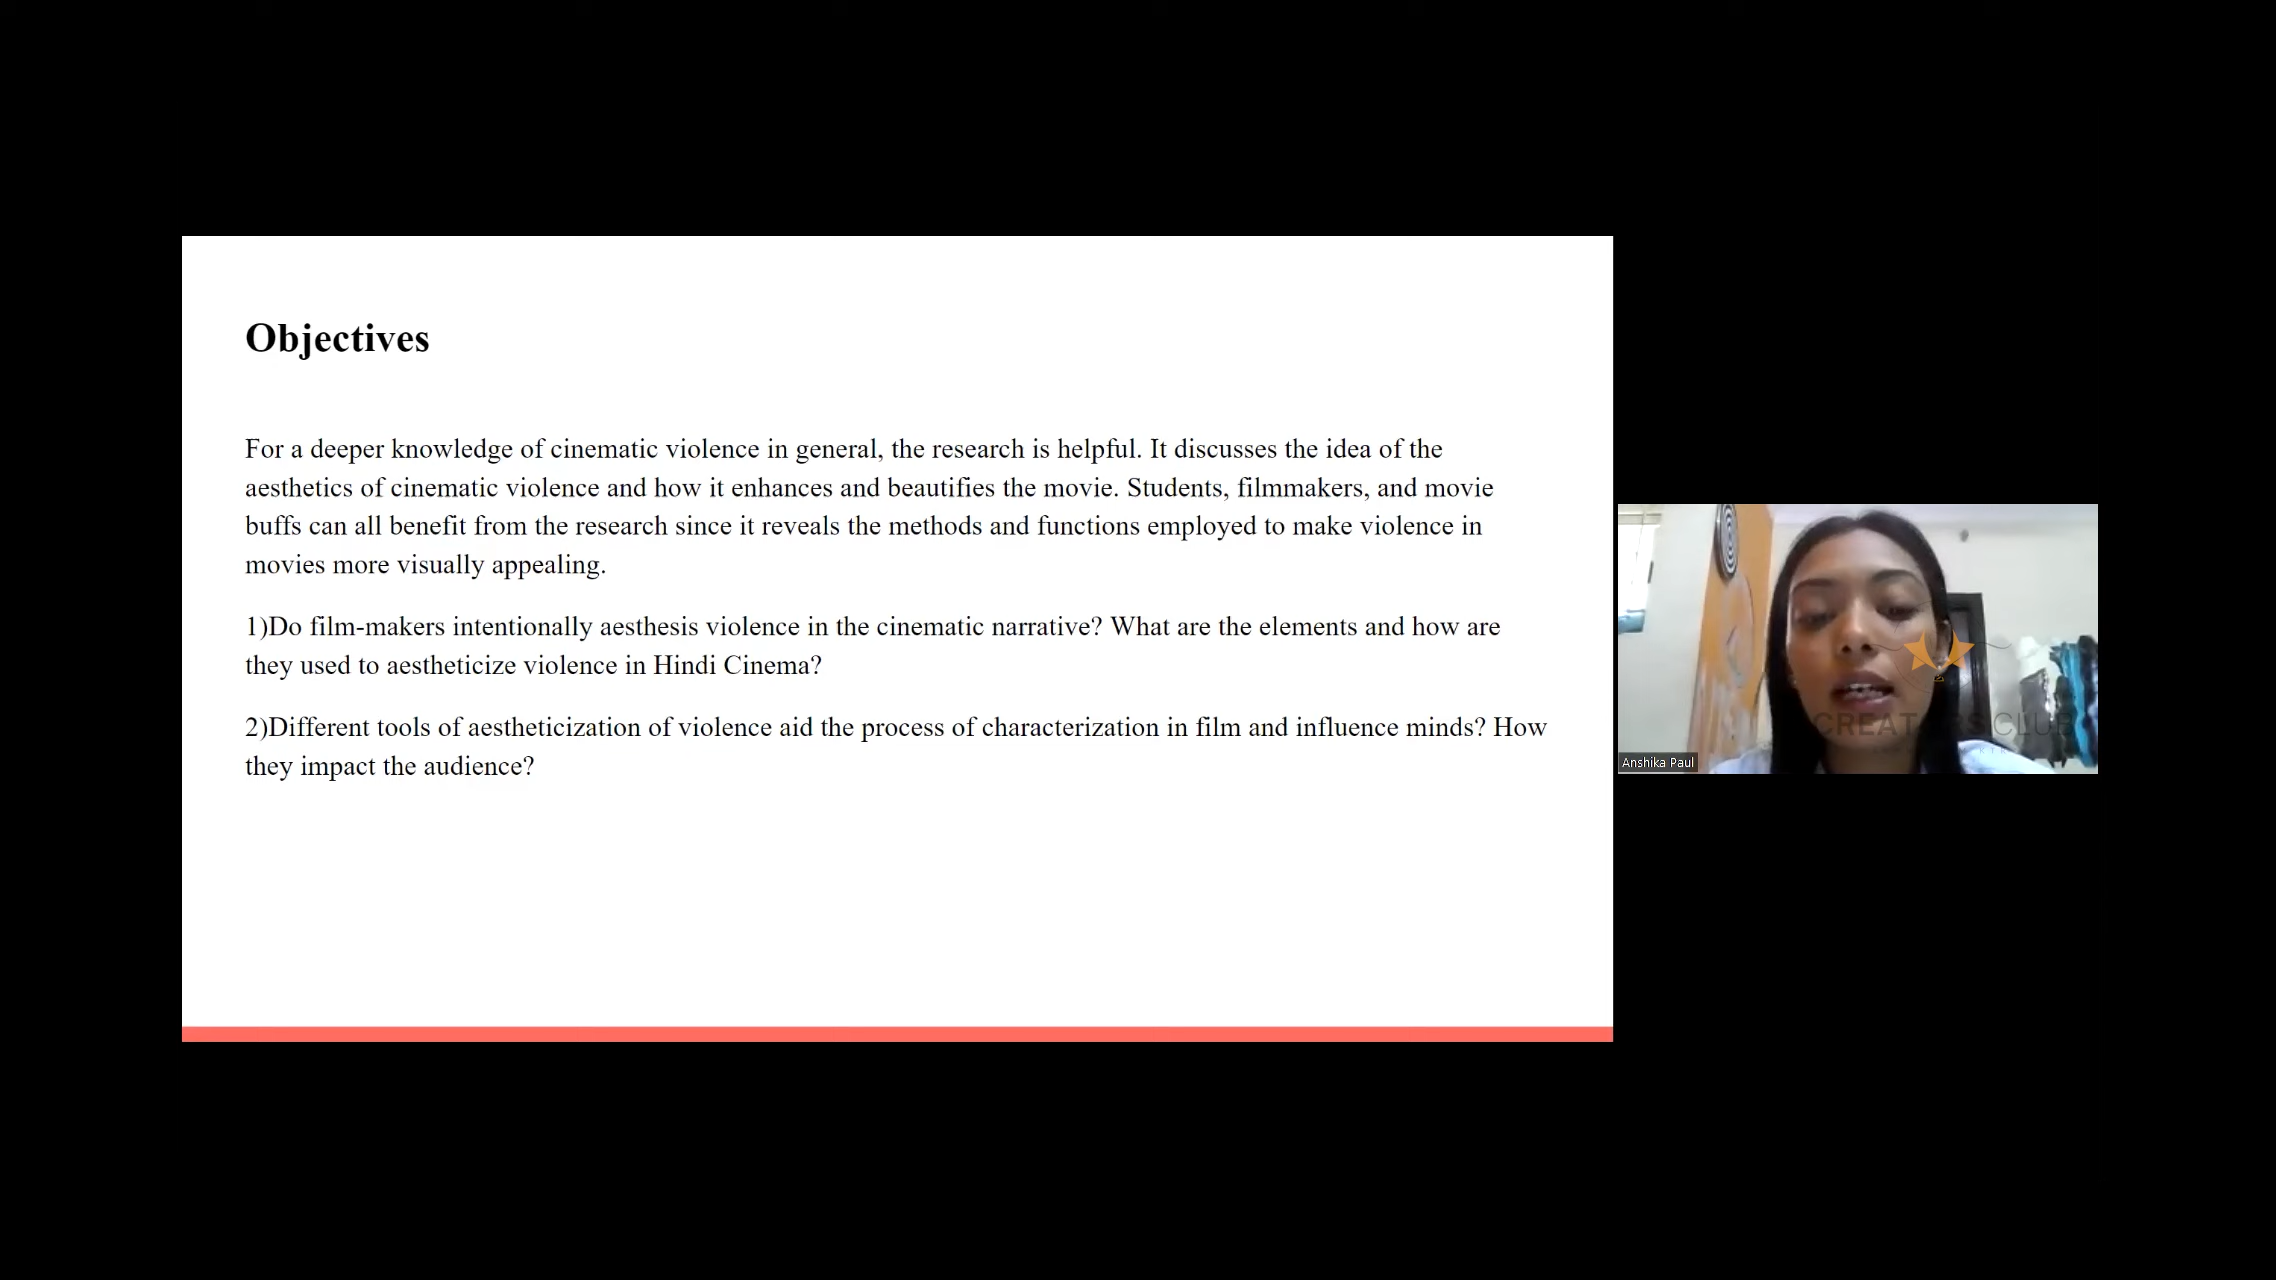 Objectives
For a deeper knowledge of cinematic violence in general, the research is helpful. It discusses the idea of the
aesthetics of cinematic violence and how it enhances and beautifies the movie. Students, filmmakers, and movie
buffs can all benefit from the research since it reveals the methods and functions employed to make violence in
movies more visually appealing.
1)Do film-makers intentionally aesthesis violence in the cinematic narrative? What are the elements and how are
they used to aestheticize violence in Hindi Cinema?
2)Different tools of aestheticization of violence aid the process of characterization in film and influence minds? How
they impact the audience?
CREATORS CLUB
Anshika Paul